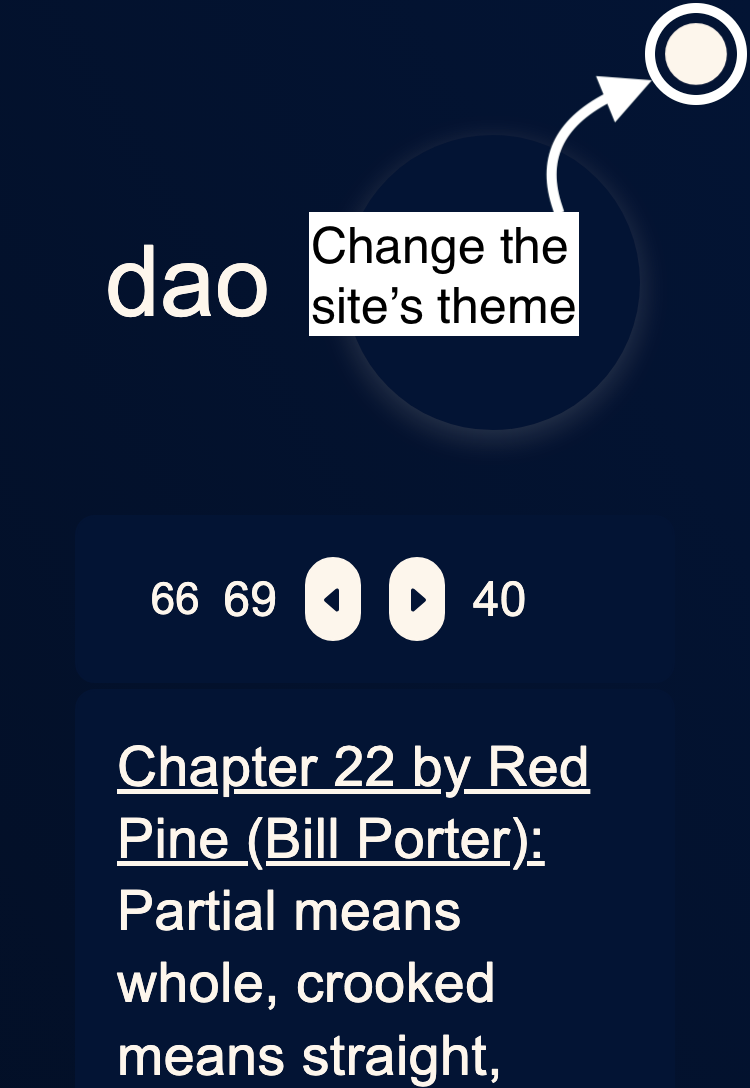 dao
Change the
site’s theme
66 69 40
Chapter 22 by Red
Pine (Bill Porter):
Partial means
whole, crooked
means straight,